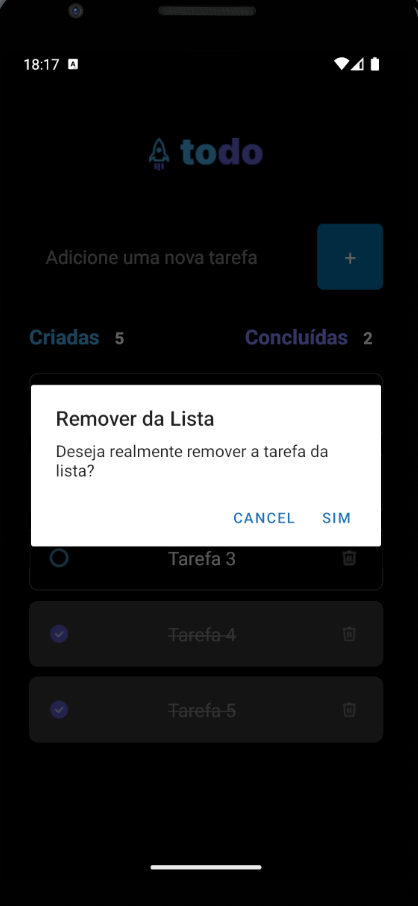 18:17 A
todo
Adicione uma nova tarefa +
Criadas 5 Concluídas 2
Remover da Lista
Deseja realmente remover a tarefa da
lista?
CANCEL SIM
Tarefa 3
Tarefa 4
Tarefa 5